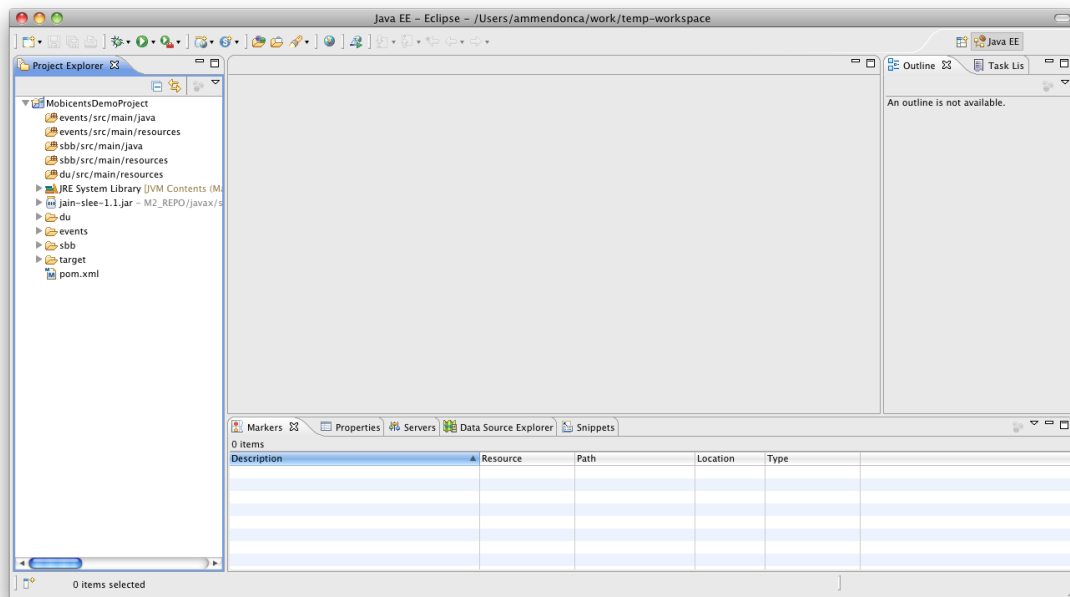 Java EE – Eclipse – /Users/ammendonca/work/temp-workspace
Java EE
Project Explorer
Outline
Task Lis
MobicentsDemoProject
events/src/main/java
events/src/main/resources
sbb/src/main/java
sbb/src/main/resources
du/src/main/resources
JRE System Library [JVM Contents (M
jain-slee-1.1.jar – M2_REPO/javax/s
du
events
sbb
target
pom.xml
An outline is not available.
Markers
Properties
Servers
Data Source Explorer
Snippets
0 items
Description
Resource
Path
Location
Type
0 items selected